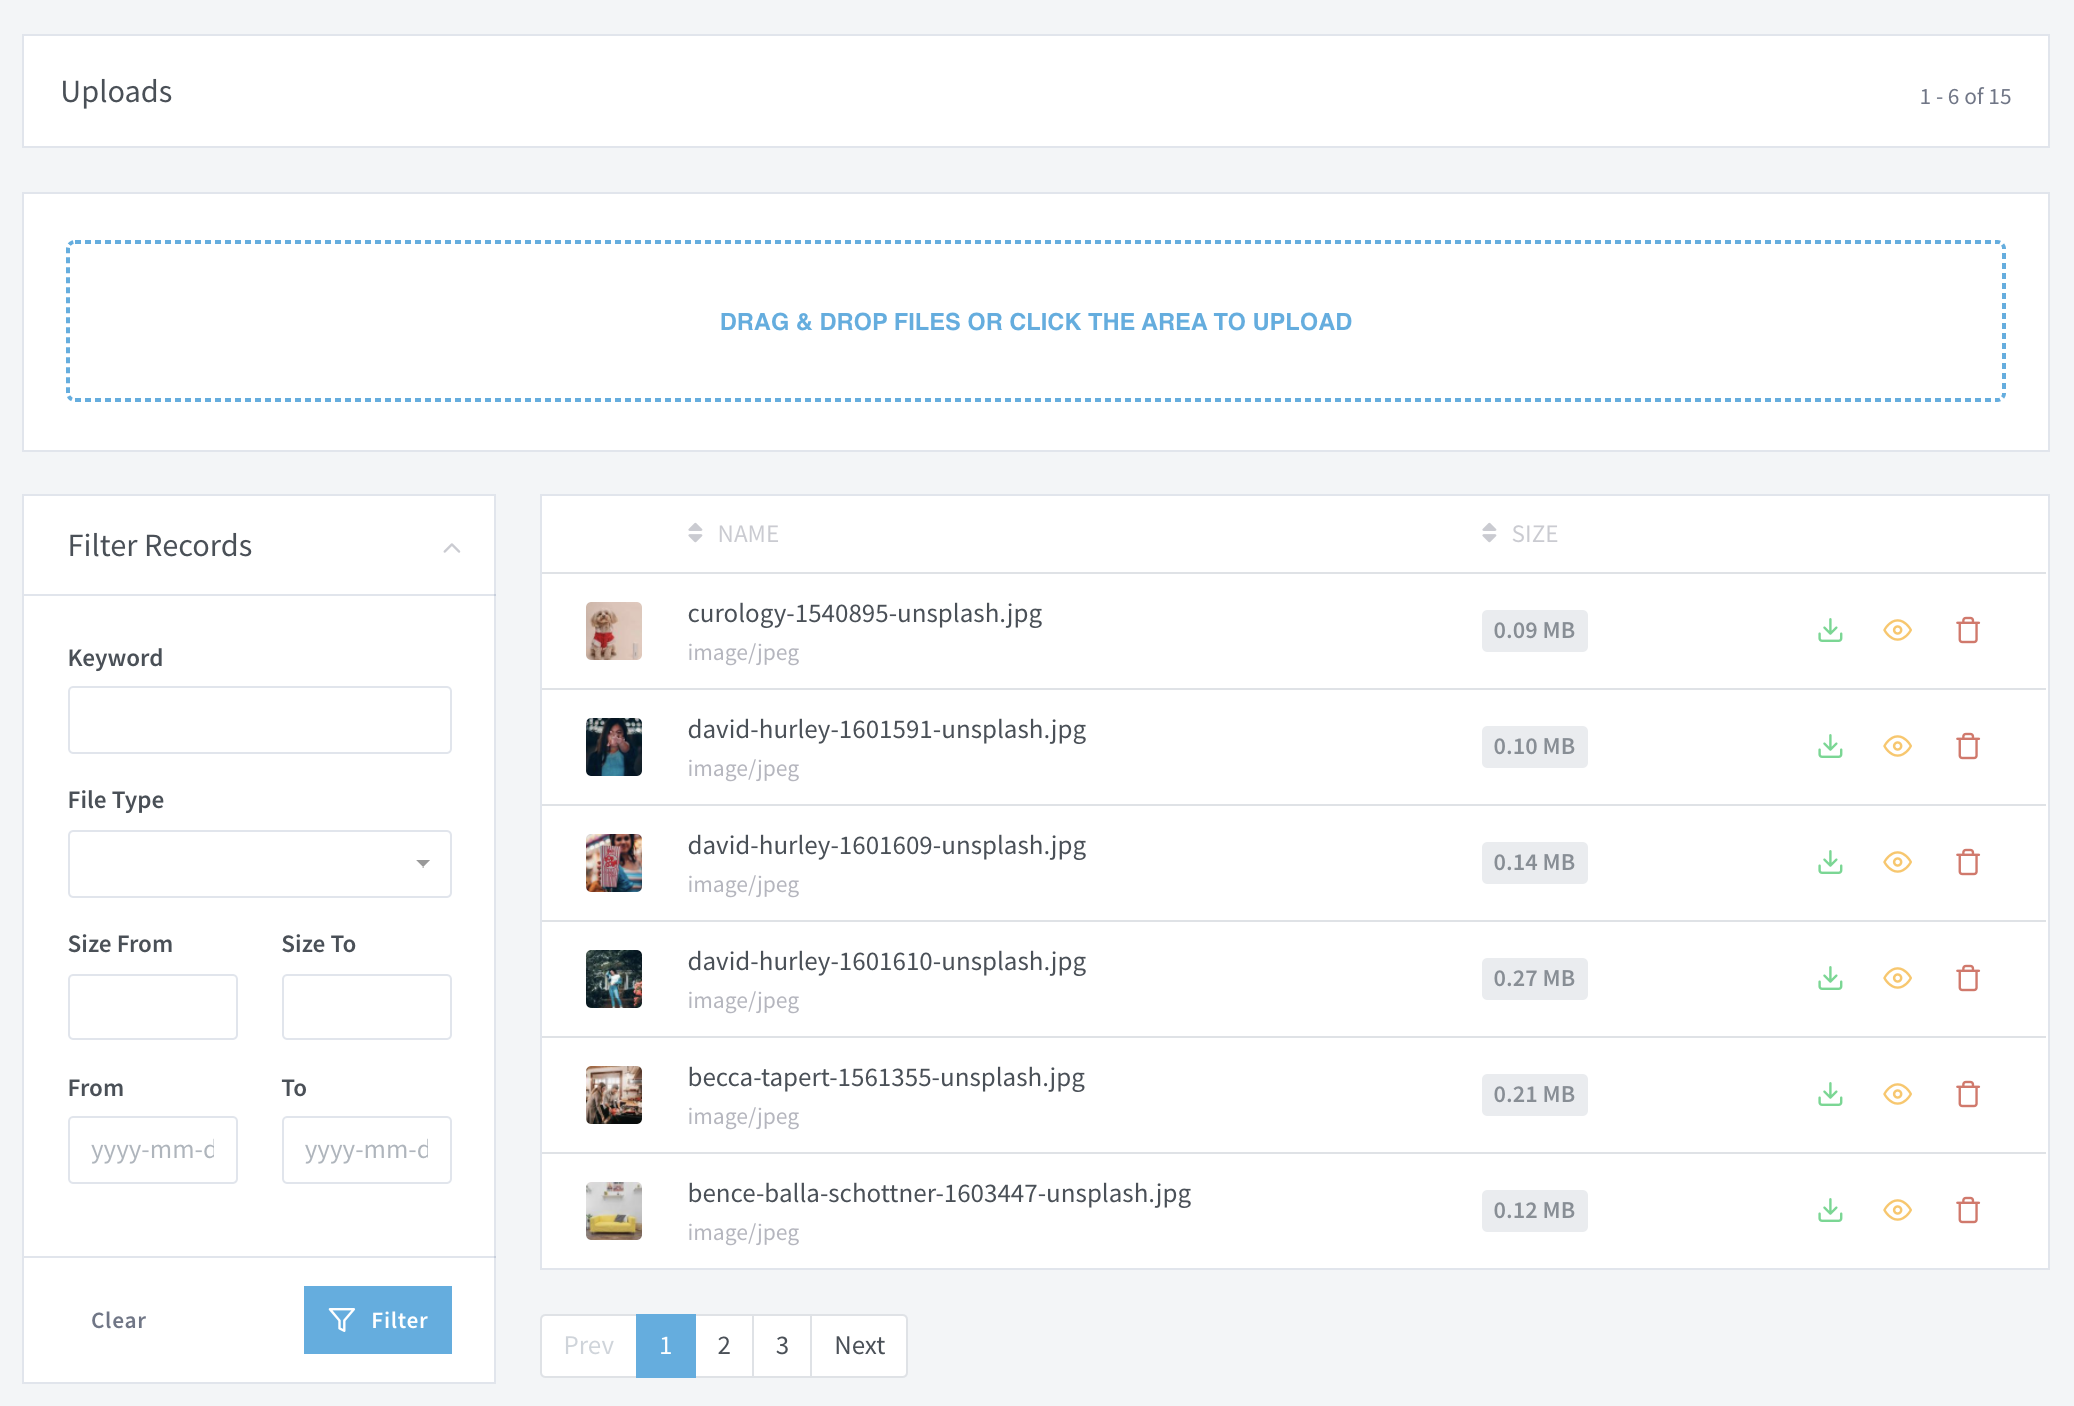 Uploads
1 - 6 of 15
DRAG & DROP FILES OR CLICK THE AREA TO UPLOAD
Filter Records
Keyword
File Type
Size From
Size To
From
To
yyyy-mm-d
yyyy-mm-d
Clear
Filter
NAME
SIZE
curology-1540895-unsplash.jpg
image/jpeg
0.09 MB
david-hurley-1601591-unsplash.jpg
image/jpeg
0.10 MB
david-hurley-1601609-unsplash.jpg
image/jpeg
0.14 MB
david-hurley-1601610-unsplash.jpg
image/jpeg
0.27 MB
becca-tapert-1561355-unsplash.jpg
image/jpeg
0.21 MB
bence-balla-schottner-1603447-unsplash.jpg
image/jpeg
0.12 MB
Prev
1
2
3
Next